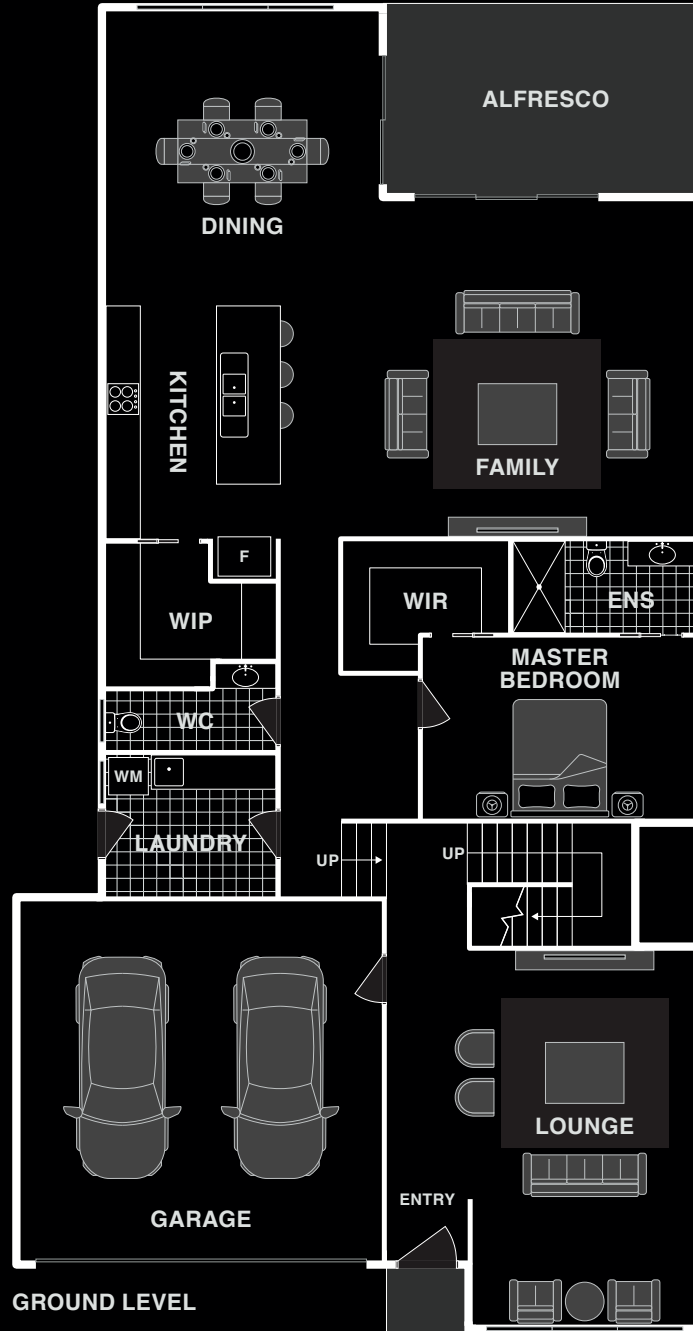 ALFRESCO
DINING
KITCHEN
FAMILY
F
WIP
WIR
ENS
MASTER
BEDROOM
WC
WM
LAUNDRY
UP
UP
LOUNGE
ENTRY
GARAGE
GROUND LEVEL